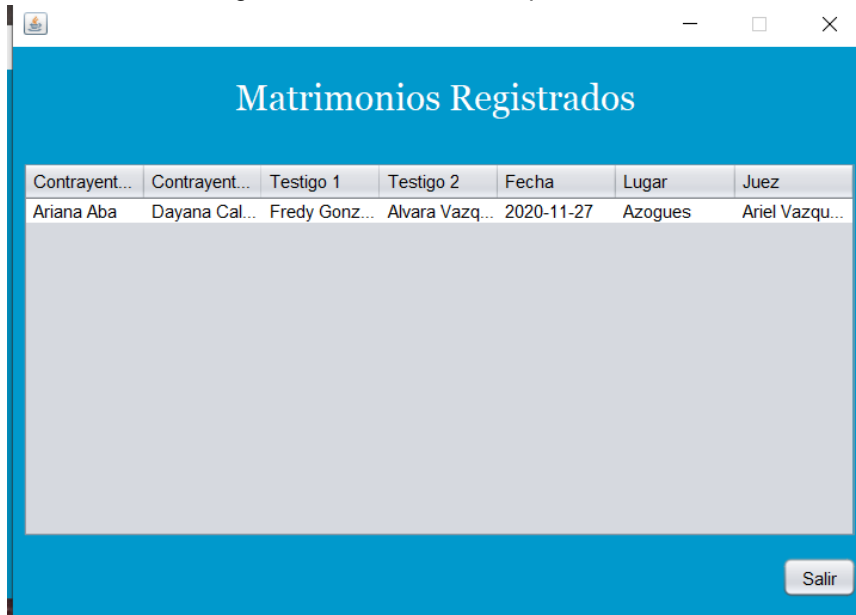 Matrimonios Registrados
Contrayent... Contrayent... Testigo 1 Testigo 2 Fecha Lugar Juez
Ariana Aba Dayana Cal... Fredy Gonz... Alvara Vazq... 2020-11-27 Azogues Ariel Vazqu...
Salir